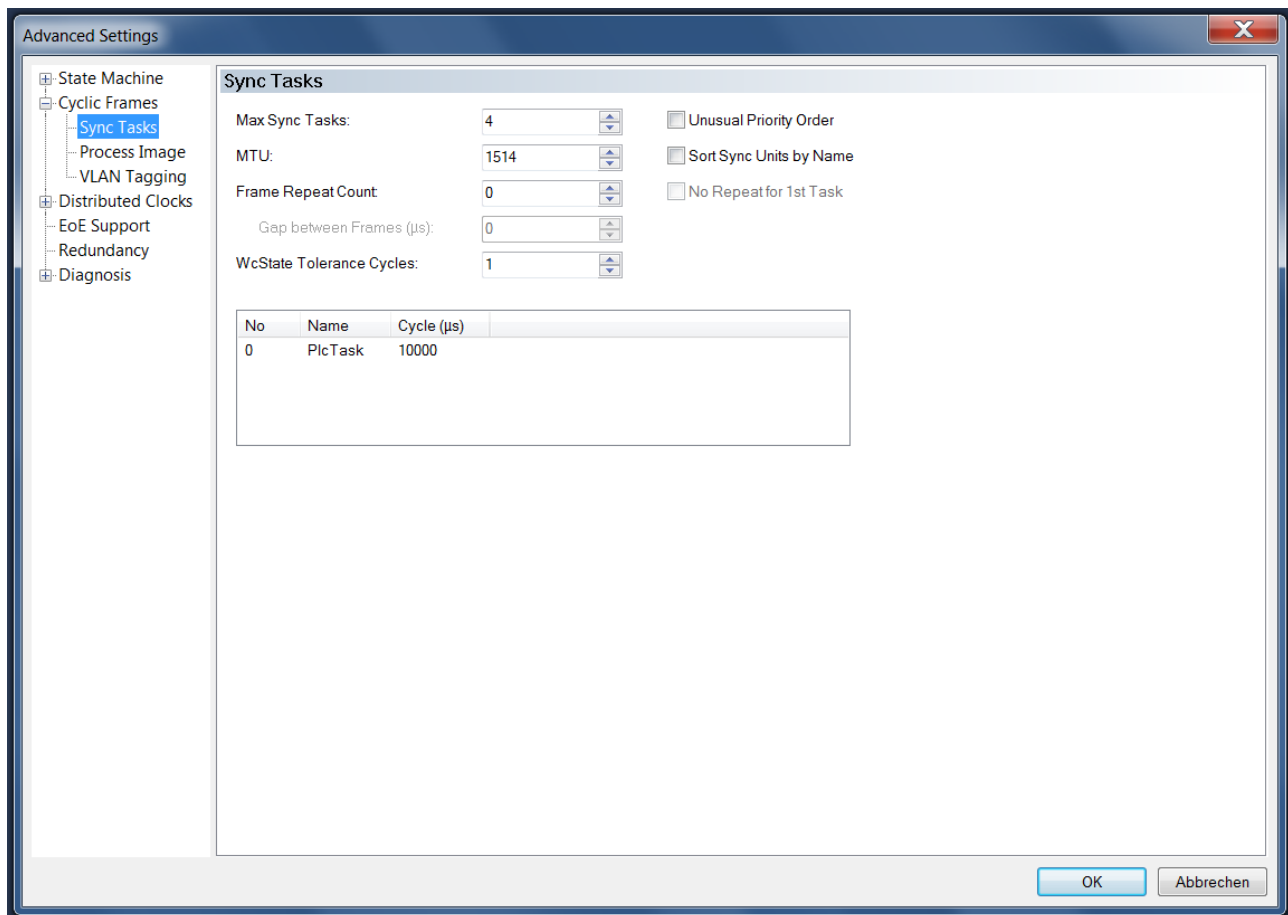 Advanced Settings
State Machine
Cyclic Frames
Sync Tasks
Process Image
VLAN Tagging
Distributed Clocks
EoE Support
Redundancy
Diagnosis
Sync Tasks
Max Sync Tasks: 4 Unusual Priority Order
MTU: 1514 Sort Sync Units by Name
Frame Repeat Count: 0 No Repeat for 1st Task
Gap between Frames (µs): 0
WcState Tolerance Cycles: 1
No Name Cycle (µs)
0 PlcTask 10000
OK Abbrechen